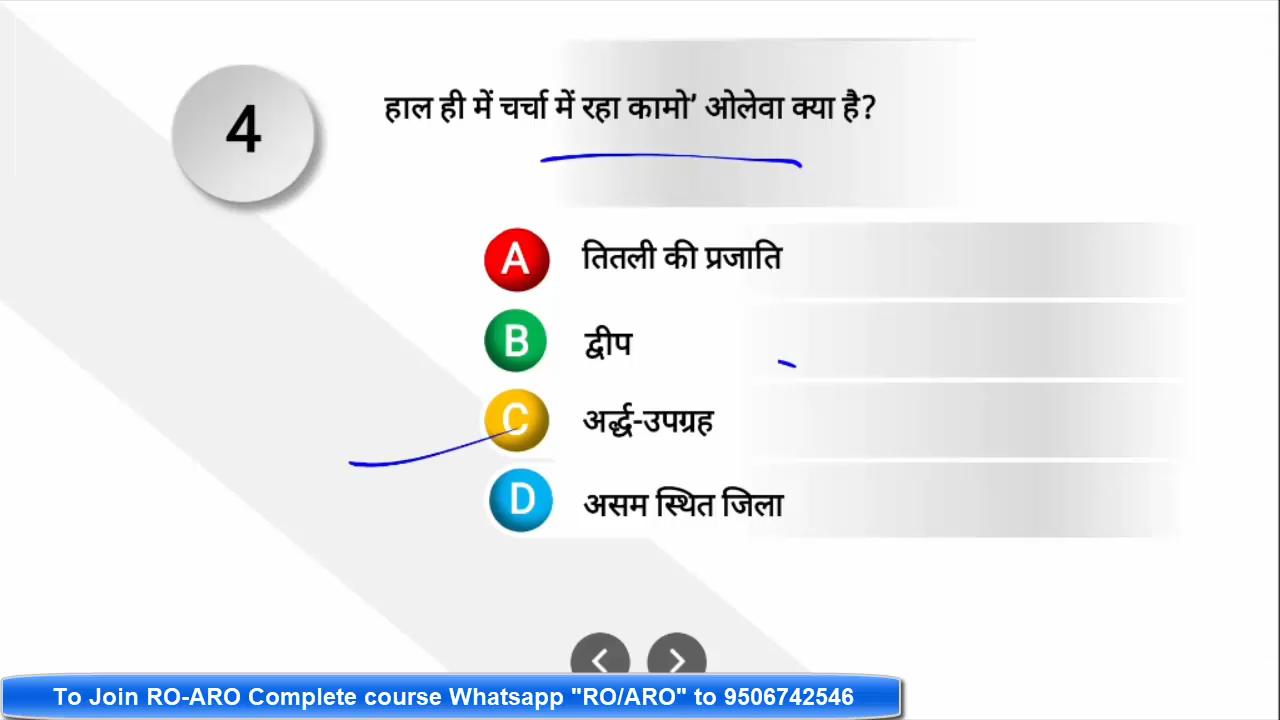 4
हाल ही में चर्चा में रहा कामो’ ओलेवा क्या है?
A तितली की प्रजाति
B द्वीप
C अर्द्ध-उपग्रह
D असम स्थित जिला
To Join RO-ARO Complete course Whatsapp "RO/ARO" to 9506742546